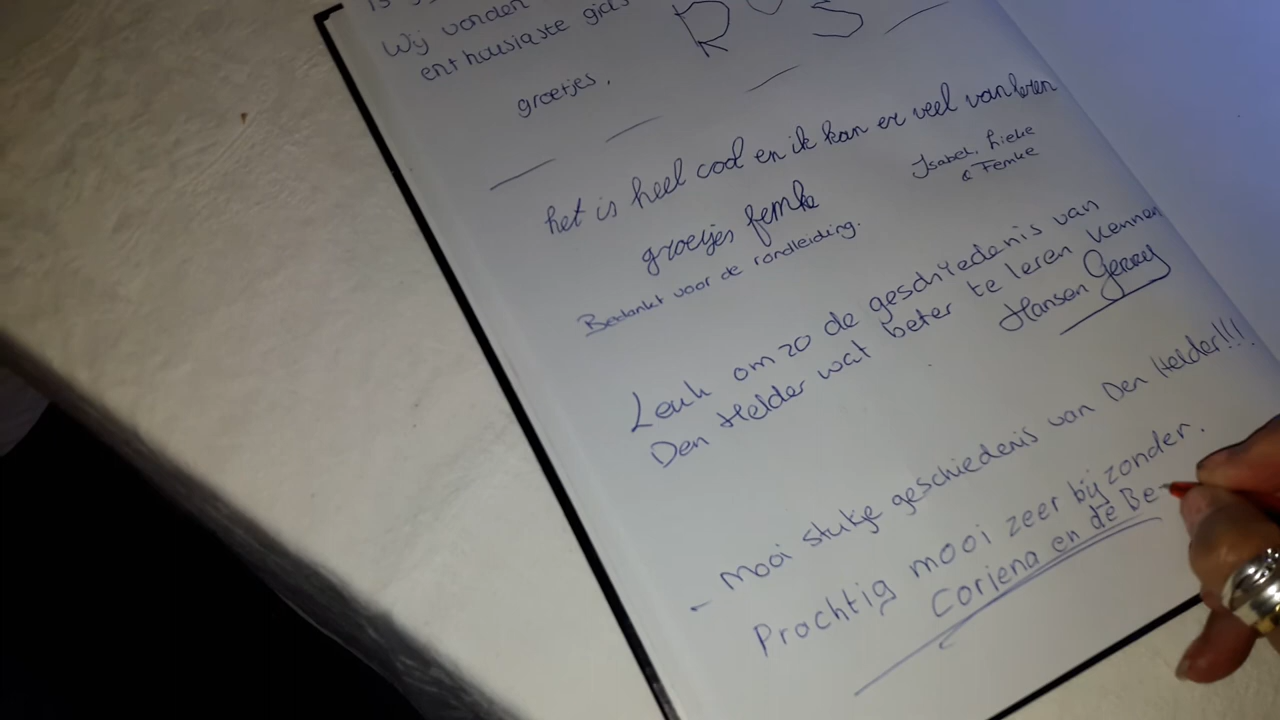 Wij vonden
enthousiaste gids
groetjes,
het is heel cool en ik kan er veel van leren
groetjes femke
Isabel, Lieke
& Femke
Bedankt voor de rondleiding.
Leuk om zo de geschiedenis van
Den Helder wat beter te leren kennen
Hansen Gerrey
- mooi stukje geschiedenis van Den Helder!!!
Prachtig mooi zeer bijzonder.
Coriena en de Be